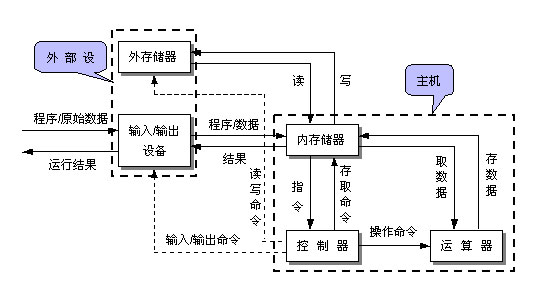 外 部 设
外存储器
主机
读
写
程序/原始数据
输入/输出
设备
程序/数据
内存储器
运行结果
结果
读写命令
指令
存取命令
取数据
存数据
输入/输出命令
控 制 器
操作命令
运 算 器